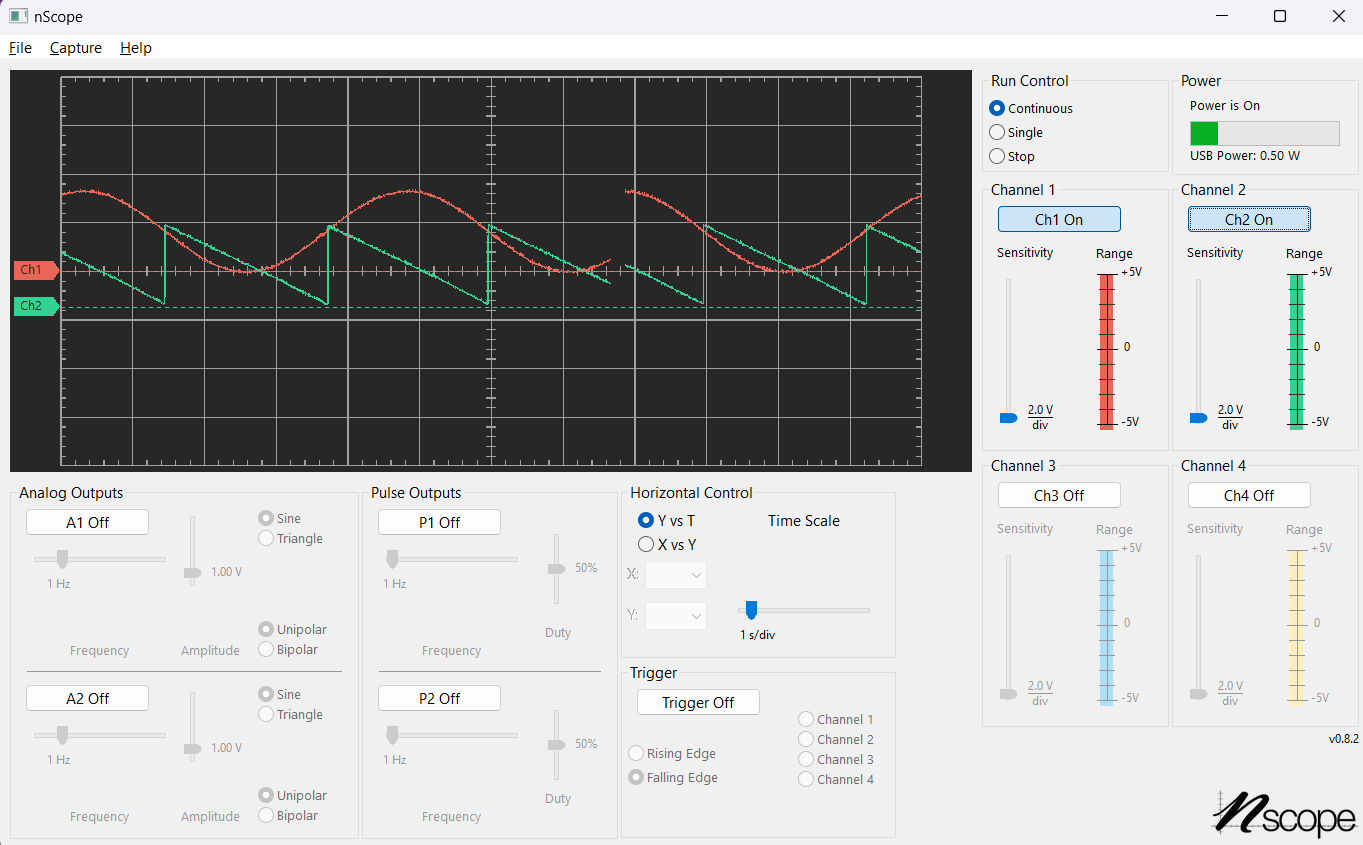 nScope
File Capture Help
Ch1
Ch2
Run Control
Continuous
Single
Stop
Power
Power is On
USB Power: 0.50 W
Channel 1
Ch1 On
Sensitivity
Range
+5V
0
-5V
2.0 V
div
Channel 2
Ch2 On
Sensitivity
Range
+5V
0
-5V
2.0 V
div
Channel 3
Ch3 Off
Sensitivity
Range
+5V
0
-5V
2.0 V
div
Channel 4
Ch4 Off
Sensitivity
Range
+5V
0
-5V
2.0 V
div
Analog Outputs
A1 Off
Sine
Triangle
1 Hz
1.00 V
Unipolar
Bipolar
Frequency
Amplitude
A2 Off
Sine
Triangle
1 Hz
1.00 V
Unipolar
Bipolar
Frequency
Amplitude
Pulse Outputs
P1 Off
1 Hz
50%
Duty
Frequency
P2 Off
1 Hz
50%
Duty
Frequency
Horizontal Control
Y vs T
X vs Y
Time Scale
X:
Y:
1 s/div
Trigger
Trigger Off
Rising Edge
Falling Edge
Channel 1
Channel 2
Channel 3
Channel 4
v0.8.2
nscope